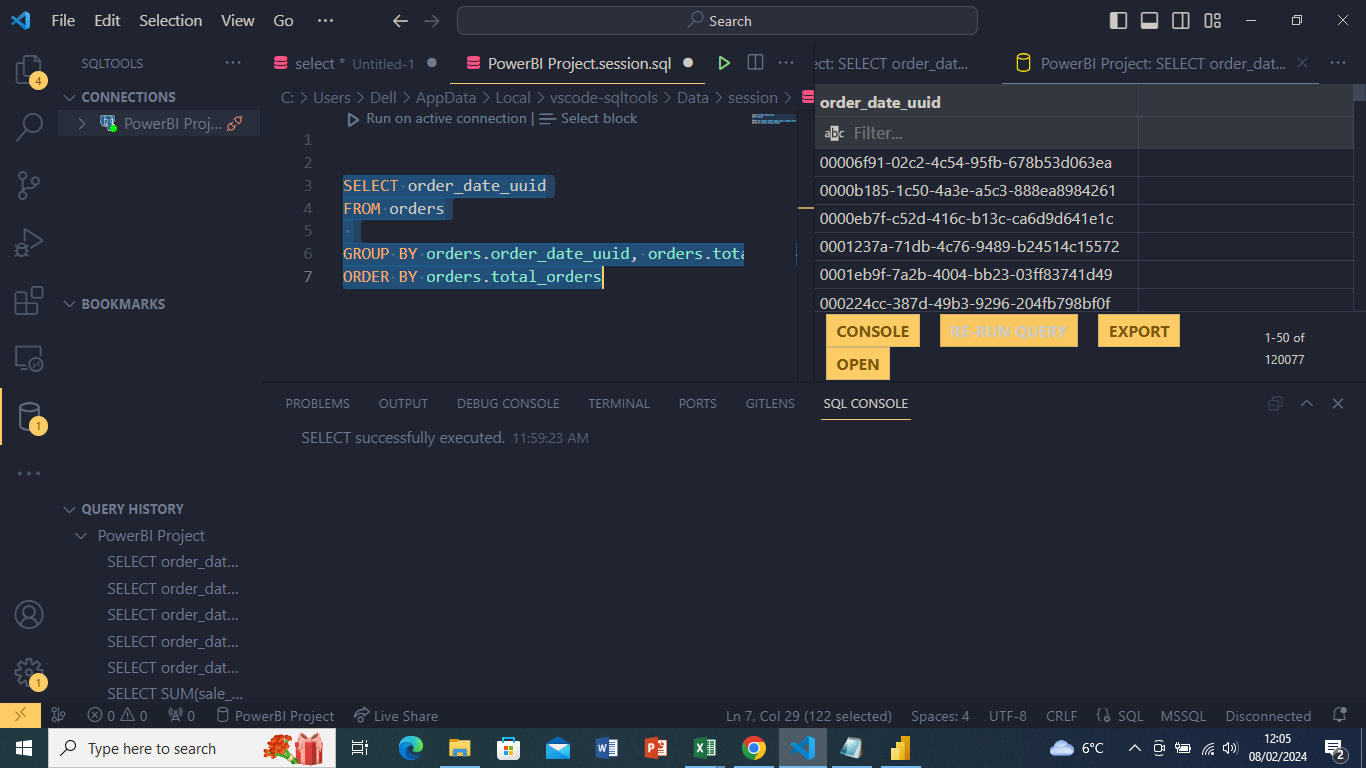 File Edit Selection View Go ···
Search
SQLTOOLS ···
CONNECTIONS
PowerBI Proj...
BOOKMARKS
QUERY HISTORY
PowerBI Project
SELECT order_dat...
SELECT order_dat...
SELECT order_dat...
SELECT order_dat...
SELECT order_dat...
SELECT SUM(sale_...
4
1
1
select * Untitled-1
PowerBI Project.session.sql
C: > Users > Dell > AppData > Local > vscode-sqltools > Data > session >
Run on active connection | Select block
1
2
3 SELECT order_date_uuid
4 FROM orders
5
6 GROUP BY orders.order_date_uuid, orders.tota
7 ORDER BY orders.total_orders
ect: SELECT order_dat...
PowerBI Project: SELECT order_dat...
order_date_uuid
abc Filter...
00006f91-02c2-4c54-95fb-678b53d063ea
0000b185-1c50-4a3e-a5c3-888ea8984261
0000eb7f-c52d-416c-b13c-ca6d9d641e1c
0001237a-71db-4c76-9489-b24514c15572
0001eb9f-7a2b-4004-bb23-03ff83741d49
000224cc-387d-49b3-9296-204fb798bf0f
CONSOLE RE-RUN QUERY EXPORT
OPEN
1-50 of
120077
PROBLEMS OUTPUT DEBUG CONSOLE TERMINAL PORTS GITLENS SQL CONSOLE
SELECT successfully executed. 11:59:23 AM
0 0 0 PowerBI Project Live Share
Ln 7, Col 29 (122 selected) Spaces: 4 UTF-8 CRLF SQL MSSQL Disconnected
Type here to search
6°C
12:05
08/02/2024
2